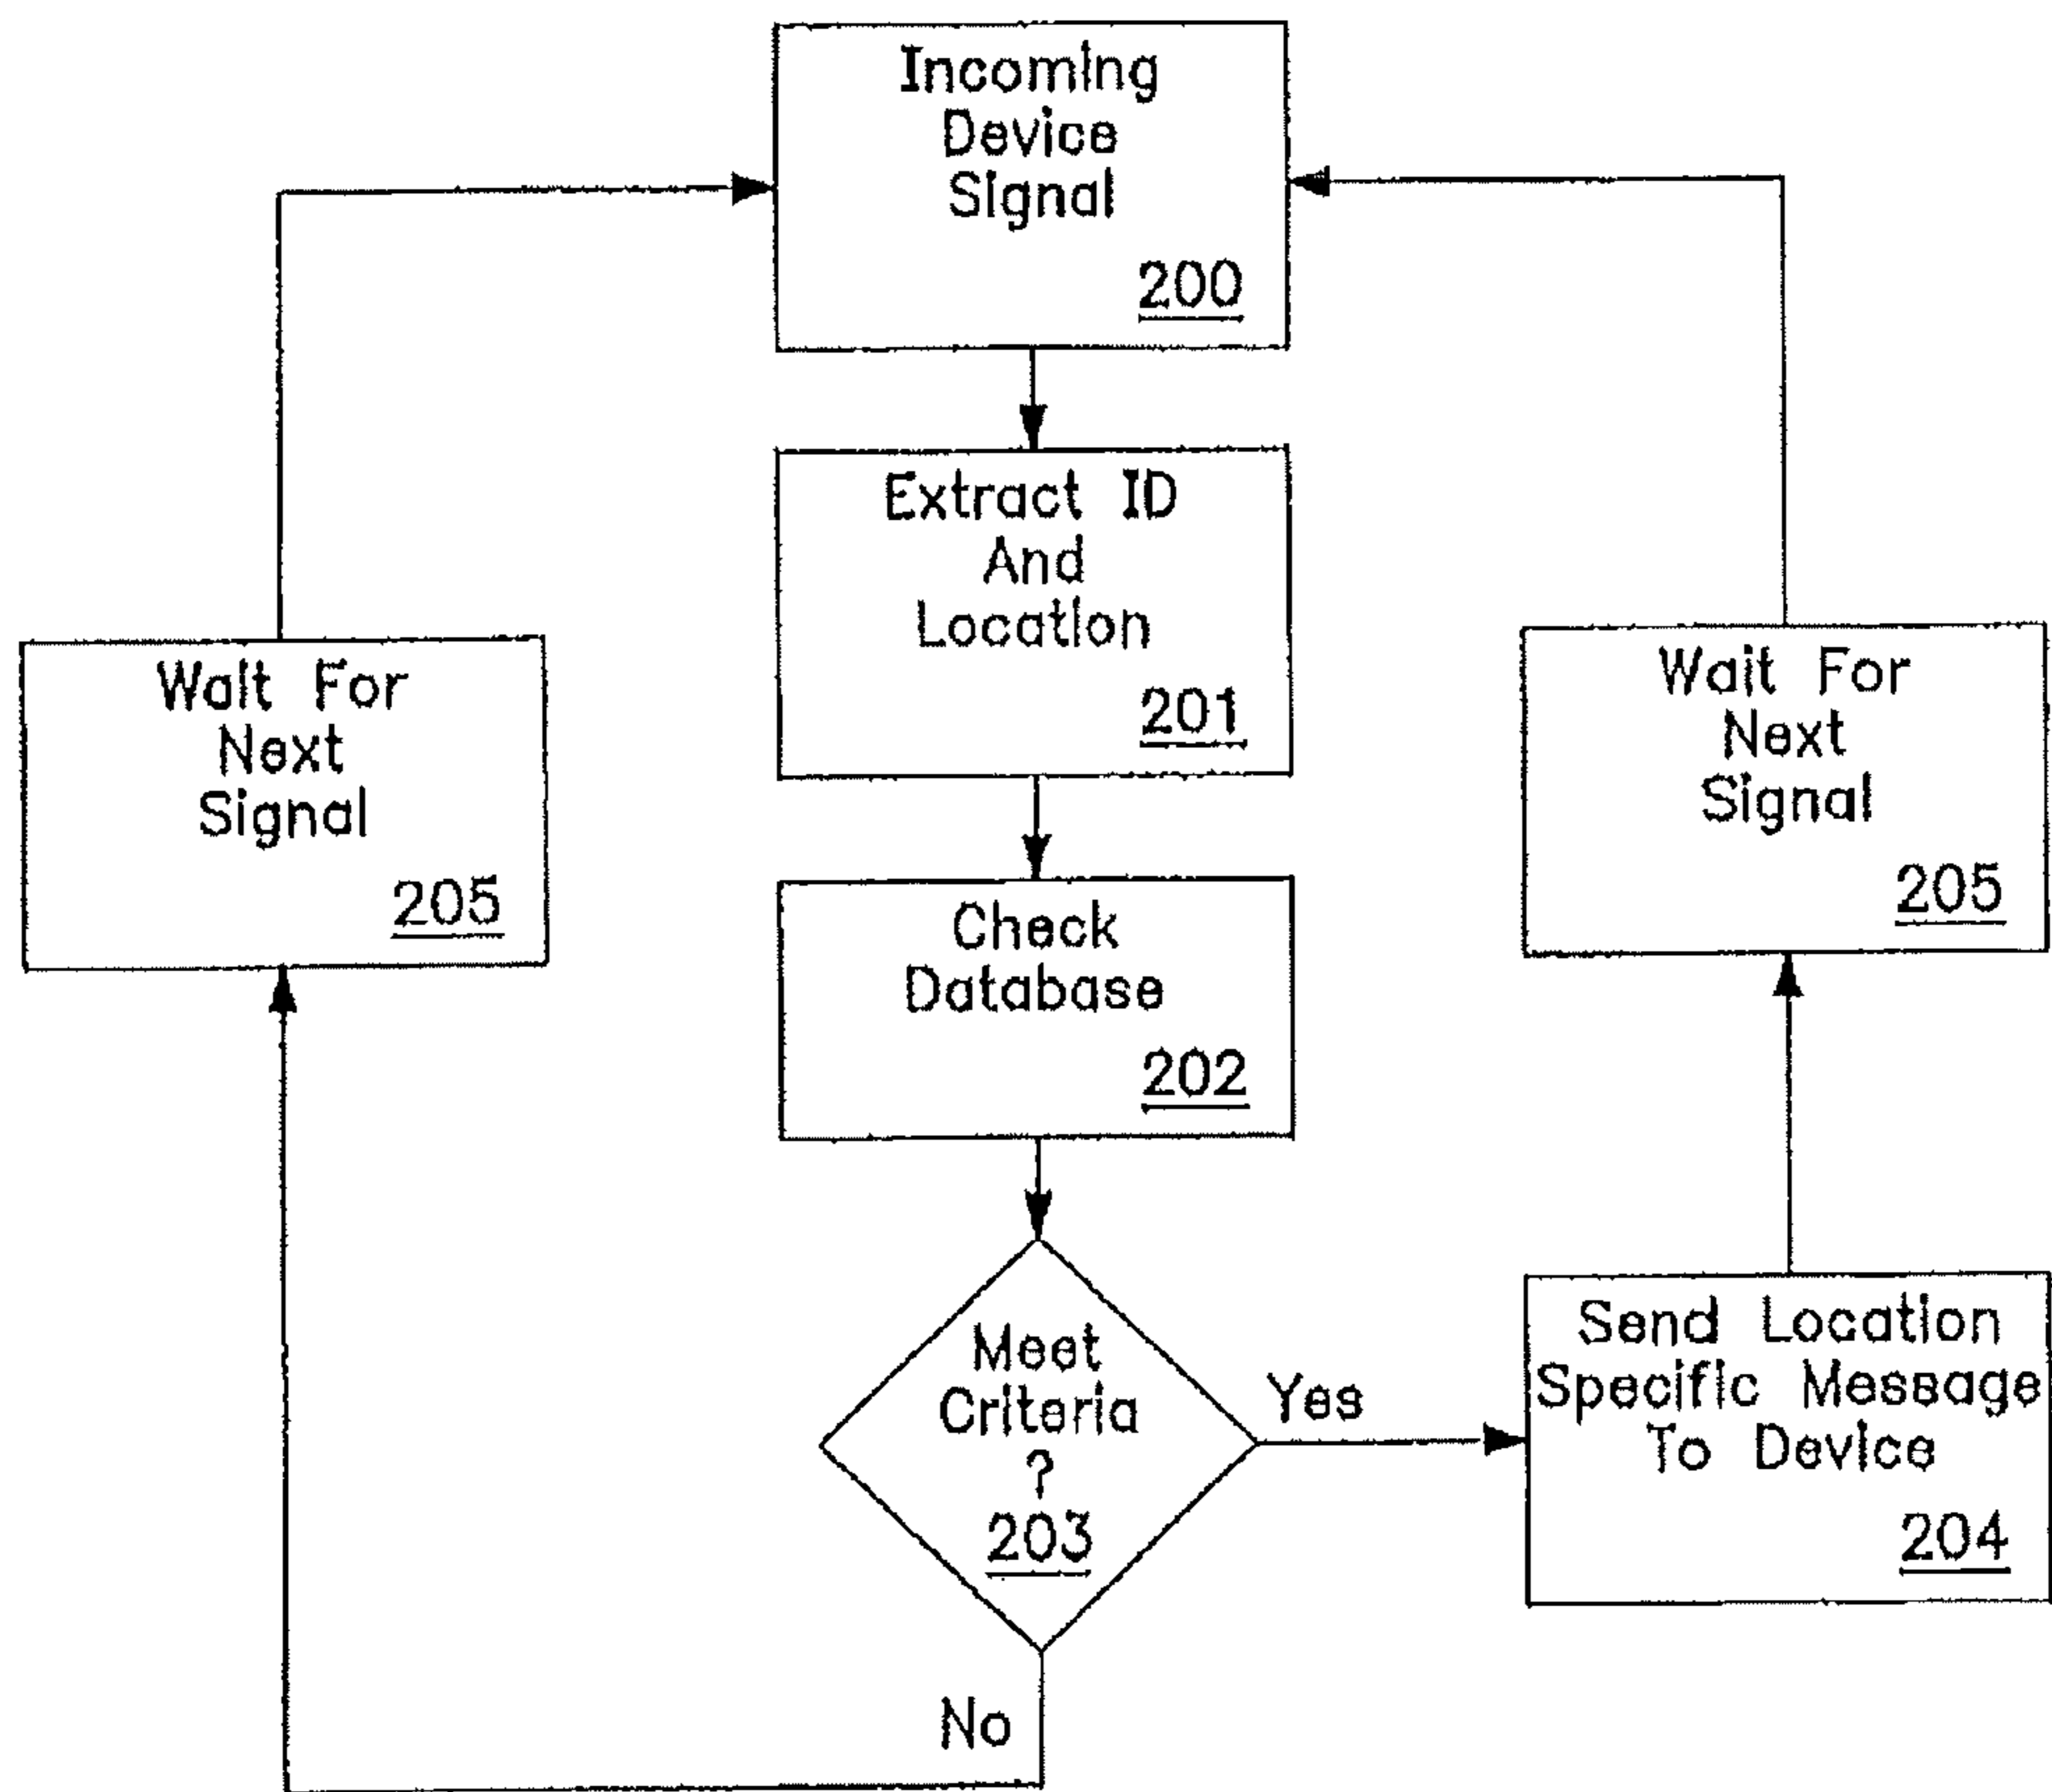 Incoming
Device
Signal
200
Extract ID
And
Location
201
Wait For
Next
Signal
205
Wait For
Next
Signal
205
Check
Database
202
Meet
Criteria
?
203
Yes
Send Location
Specific Message
To Device
204
No